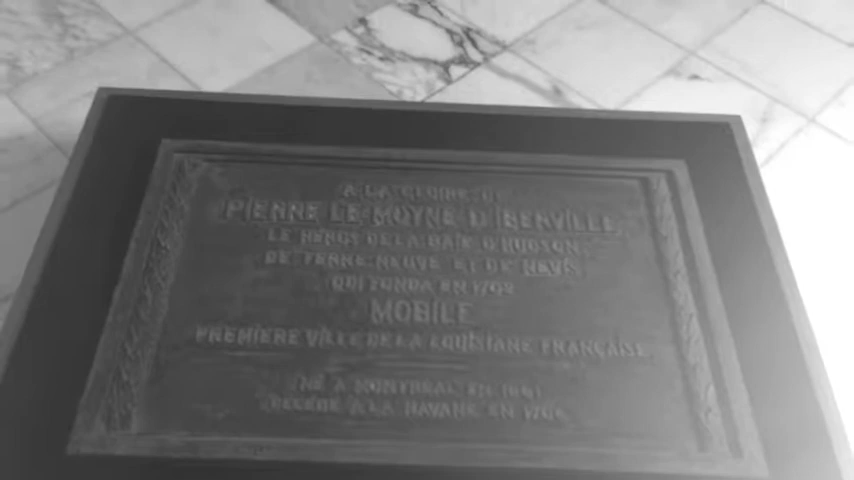 A LA GLOIRE DE
PIERRE LE MOYNE D'IBERVILLE
LE HEROS DE LA BAIE D'HUDSON
DE TERRE NEUVE ET DE NEVIS
QUI FONDA EN 1702
MOBILE
PREMIERE VILLE DE LA LOUISIANE FRANÇAISE
NÉ A MONTREAL EN 1661
DÉCÉDÉ A LA HAVANE EN 1706